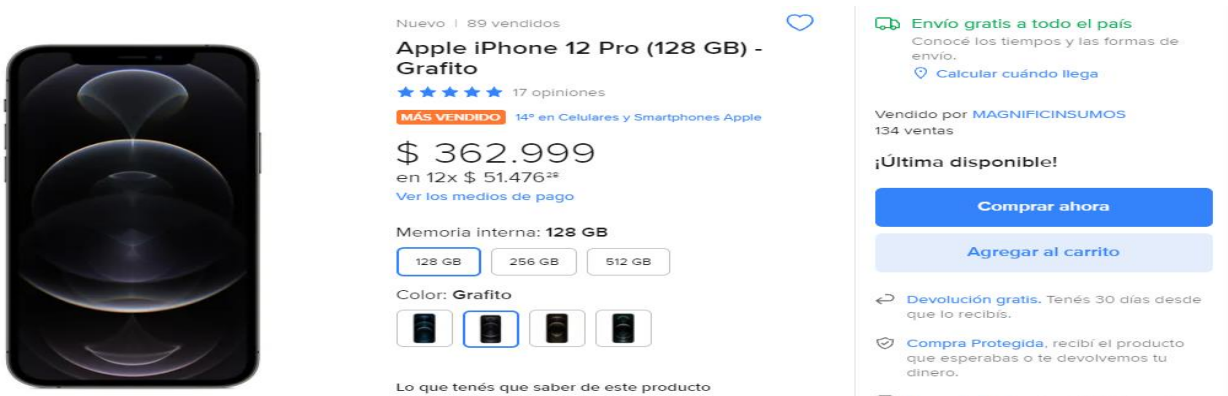 Nuevo | 89 vendidos
Apple iPhone 12 Pro (128 GB) -
Grafito
17 opiniones
MÁS VENDIDO 14º en Celulares y Smartphones Apple
$ 362.999
en 12x $ 51.476²⁹
Ver los medios de pago
Memoria interna: 128 GB
128 GB 256 GB 512 GB
Color: Grafito
Lo que tenés que saber de este producto
Envío gratis a todo el país
Conocé los tiempos y las formas de
envío.
Calcular cuándo llega
Vendido por MAGNIFICINSUMOS
134 ventas
¡Última disponible!
Comprar ahora
Agregar al carrito
Devolución gratis. Tenés 30 días desde
que lo recibís.
Compra Protegida, recibí el producto
que esperabas o te devolvemos tu
dinero.